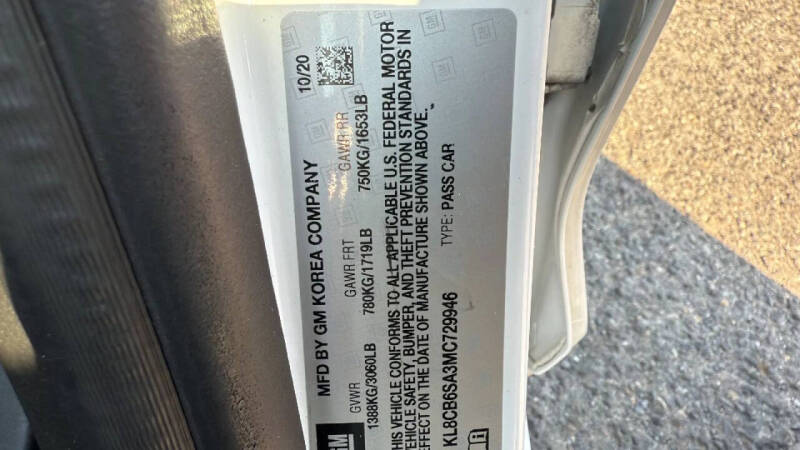 GM
MFD BY GM KOREA COMPANY 10/20
GVWR GAWR FRT GAWR RR
1388KG/3060LB 780KG/1719LB 750KG/1653LB
THIS VEHICLE CONFORMS TO ALL APPLICABLE U.S. FEDERAL MOTOR
VEHICLE SAFETY, BUMPER, AND THEFT PREVENTION STANDARDS IN
EFFECT ON THE DATE OF MANUFACTURE SHOWN ABOVE.
KL8CB6SA3MC729946 TYPE: PASS CAR